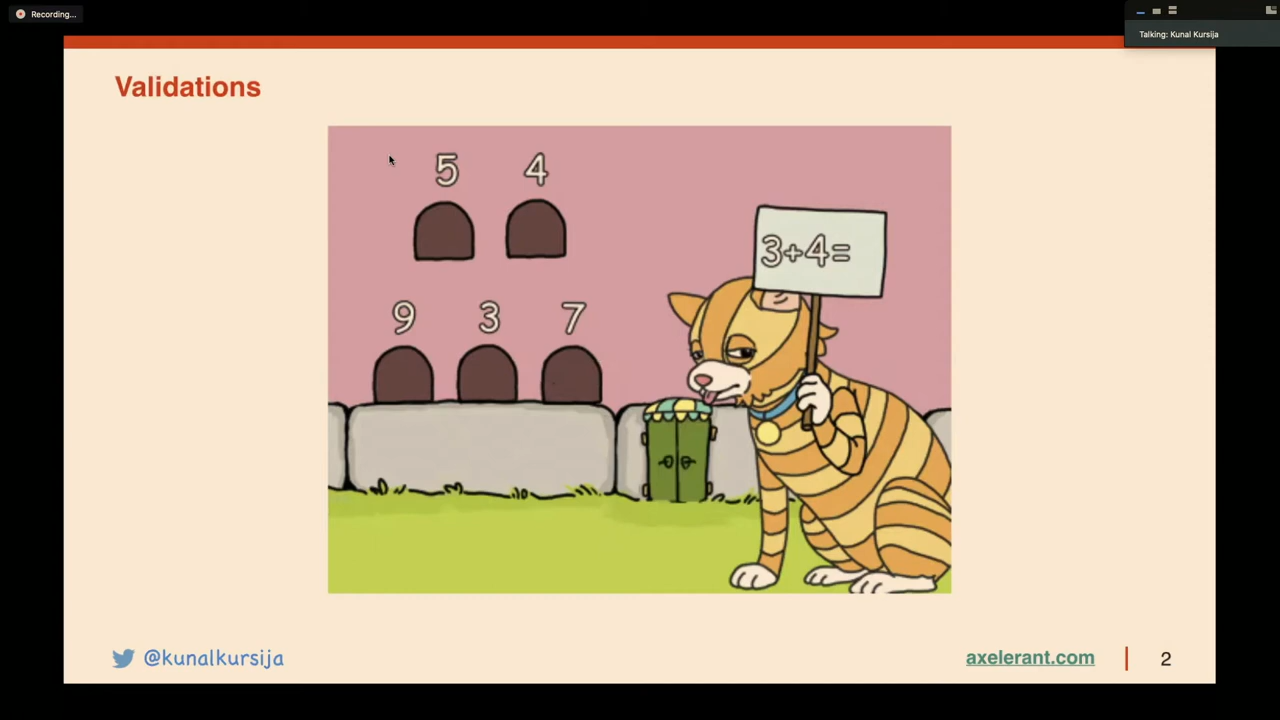 Recording...
Talking: Kunal Kursija
Validations
5 4
3+4=
9 3 7
@kunalkursija
axelerant.com
2